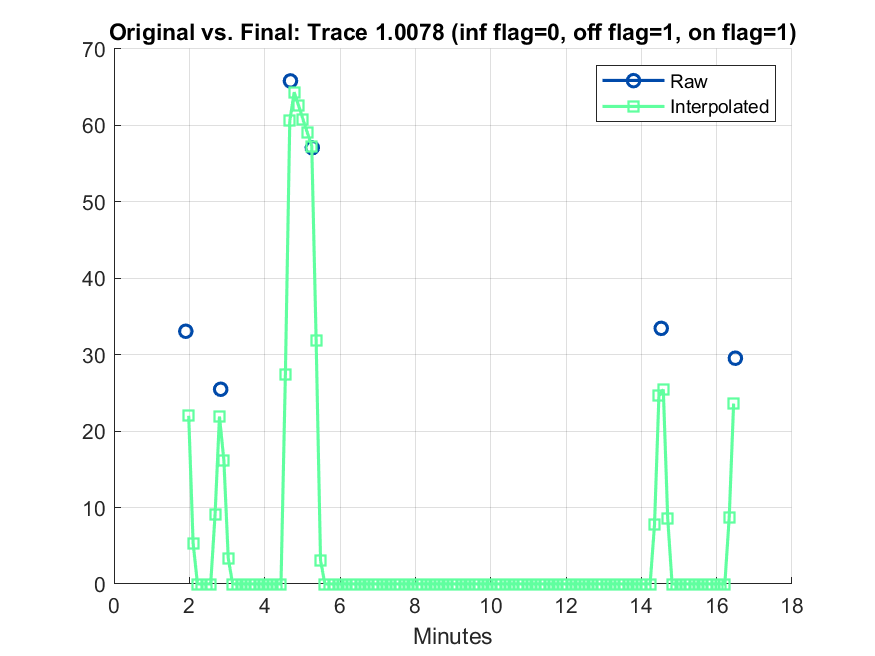 Original vs. Final: Trace 1.0078 (inf flag=0, off flag=1, on flag=1)
70
60
50
40
30
20
10
0
Raw
Interpolated
0 2 4 6 8 10 12 14 16 18
Minutes